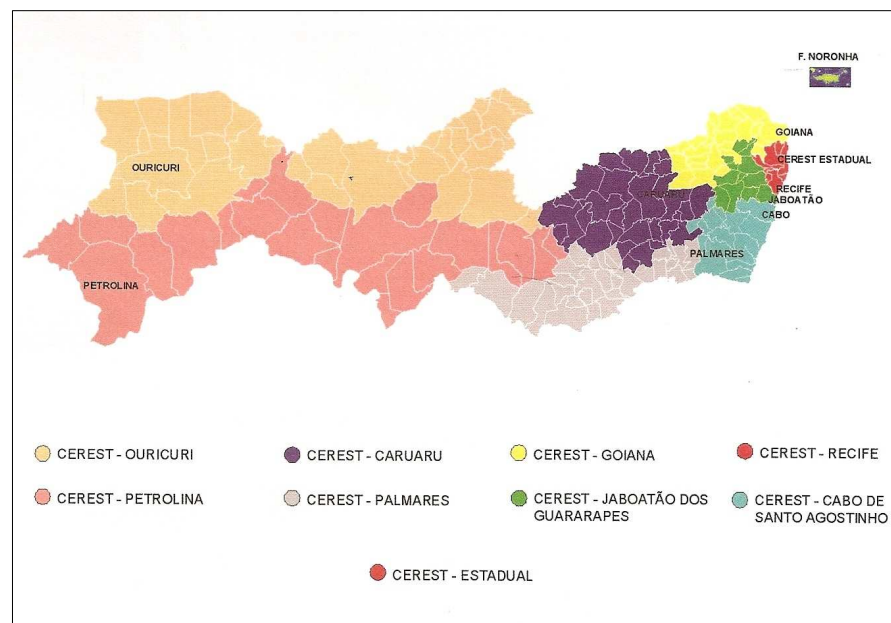 F. NORONHA
GOIANA
CEREST ESTADUAL
OURICURI
RECIFE
JABOATÃO
CARUARU
CABO
PALMARES
PETROLINA
CEREST - OURICURI
CEREST - CARUARU
CEREST - GOIANA
CEREST - RECIFE
CEREST - PETROLINA
CEREST - PALMARES
CEREST - JABOATÃO DOS
GUARARAPES
CEREST - CABO DE
SANTO AGOSTINHO
CEREST - ESTADUAL